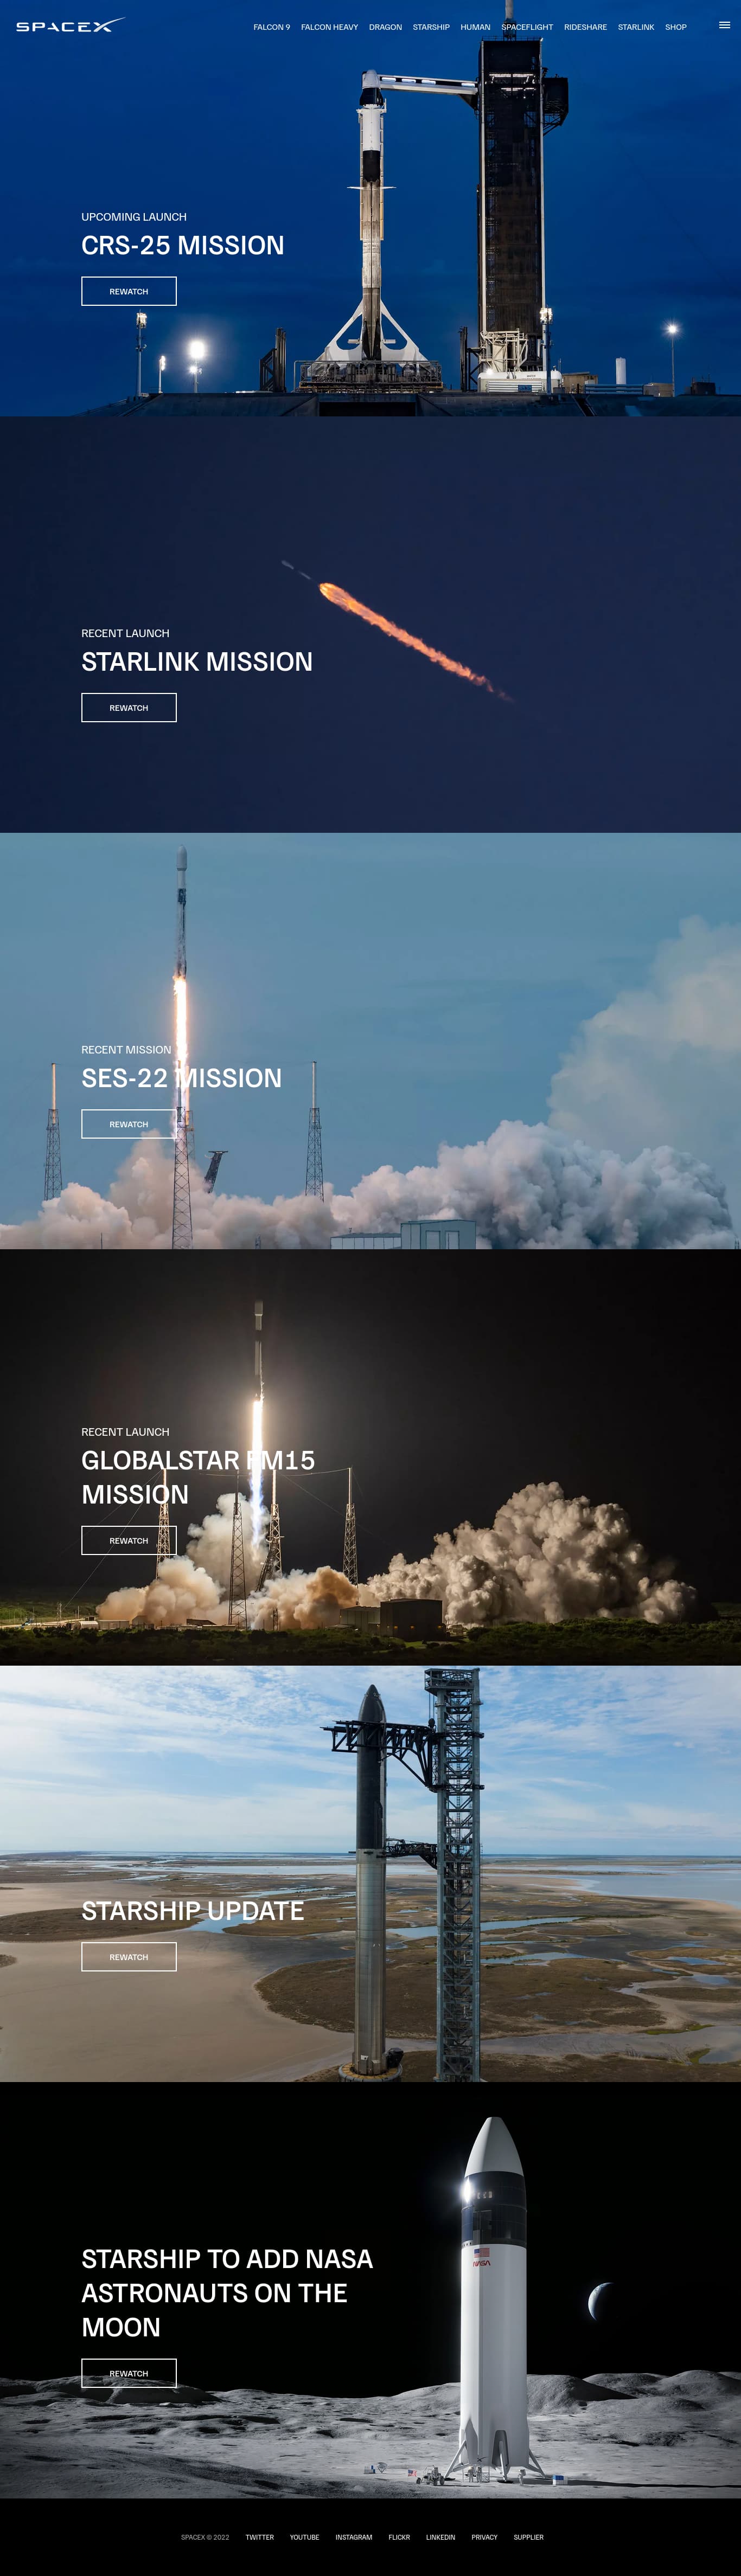 SPACEX
FALCON 9 FALCON HEAVY DRAGON STARSHIP HUMAN SPACEFLIGHT RIDESHARE STARLINK SHOP
UPCOMING LAUNCH
CRS-25 MISSION
REWATCH
RECENT LAUNCH
STARLINK MISSION
REWATCH
RECENT MISSION
SES-22 MISSION
REWATCH
RECENT LAUNCH
GLOBALSTAR FM15
MISSION
REWATCH
STARSHIP UPDATE
REWATCH
NASA
STARSHIP TO ADD NASA
ASTRONAUTS ON THE
MOON
REWATCH
SPACEX © 2022 TWITTER YOUTUBE INSTAGRAM FLICKR LINKEDIN PRIVACY SUPPLIER